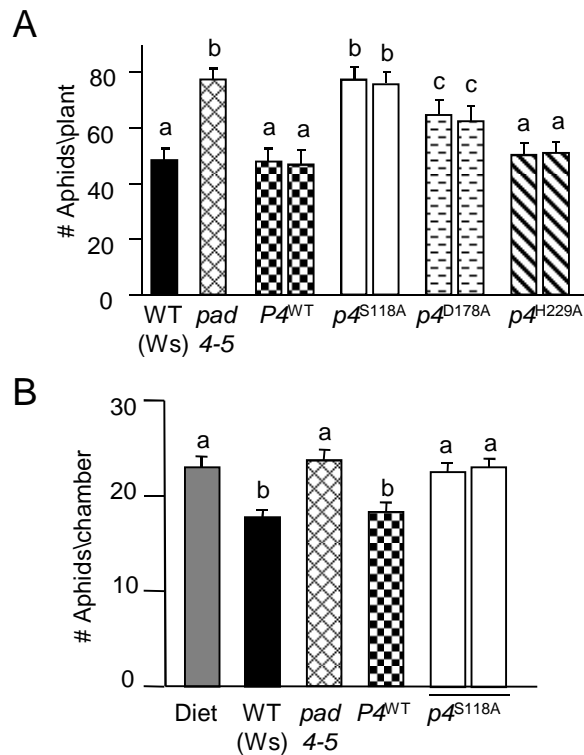 A
# Aphids\plant
80
60
40
20
0
a b a a b b c c a a
WT (Ws)
pad 4-5
P4WT
p4S118A
p4D178A
p4H229A
B
# Aphids\chamber
30
20
10
0
a b a b a a
Diet
WT (Ws)
pad 4-5
P4WT
p4S118A